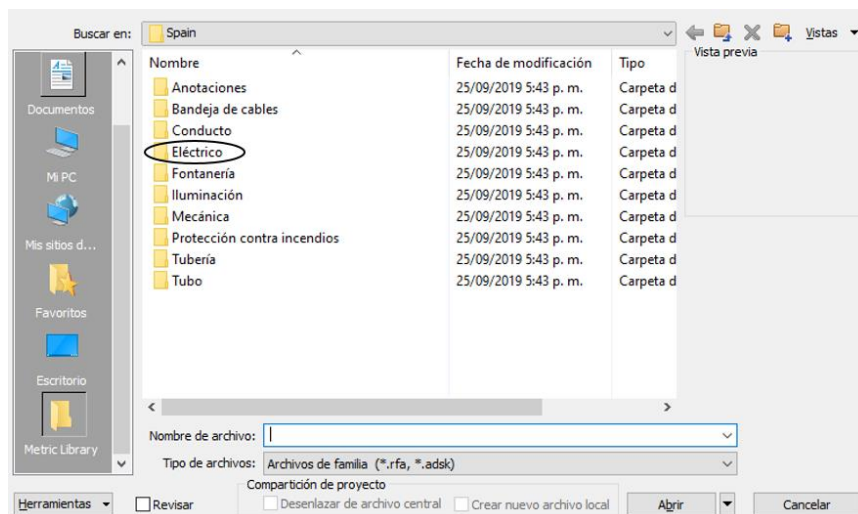 Buscar en: Spain
Vistas
Vista previa
Nombre Fecha de modificación Tipo
Anotaciones 25/09/2019 5:43 p. m. Carpeta d
Bandeja de cables 25/09/2019 5:43 p. m. Carpeta d
Conducto 25/09/2019 5:43 p. m. Carpeta d
Eléctrico 25/09/2019 5:43 p. m. Carpeta d
Fontanería 25/09/2019 5:43 p. m. Carpeta d
Iluminación 25/09/2019 5:43 p. m. Carpeta d
Mecánica 25/09/2019 5:43 p. m. Carpeta d
Protección contra incendios 25/09/2019 5:43 p. m. Carpeta d
Tubería 25/09/2019 5:43 p. m. Carpeta d
Tubo 25/09/2019 5:43 p. m. Carpeta d
Documentos
Mi PC
Mis sitios d...
Favoritos
Escritorio
Metric Library
Nombre de archivo:
Tipo de archivos: Archivos de familia (*.rfa, *.adsk)
Compartición de proyecto
Herramientas Revisar Desenlazar de archivo central Crear nuevo archivo local Abrir Cancelar